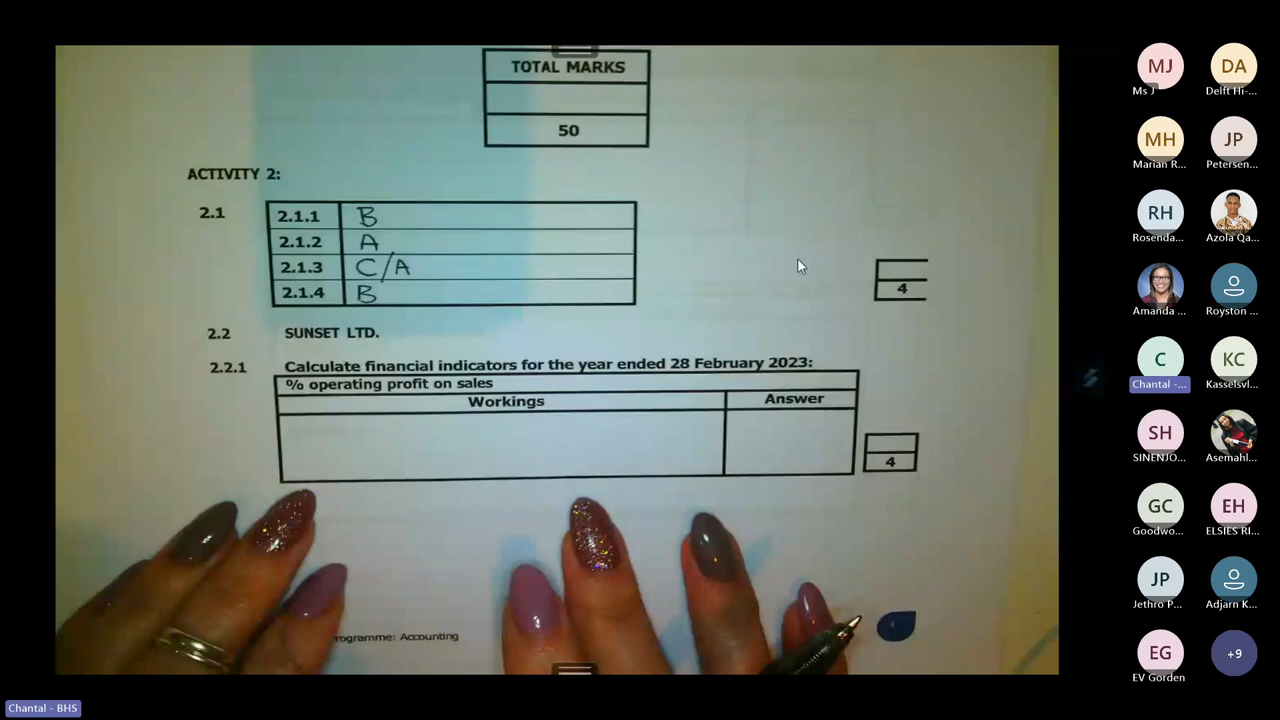 TOTAL MARKS
50
ACTIVITY 2:
2.1
2.1.1 B
2.1.2 A
2.1.3 C/A
2.1.4 B
4
2.2 SUNSET LTD.
2.2.1 Calculate financial indicators for the year ended 28 February 2023:
% operating profit on sales
Workings Answer
4
rogramme: Accounting
MJ DA
Ms J Delft Hi-...
MH JP
Marian R... Petersen...
RH
Rosenda... Azola Qa...
Amanda ... Royston ...
C KC
Chantal -... Kasselsvl...
SH
SINENJO... Asemahl...
GC EH
Goodwo... ELSIES RI...
JP
Jethro P... Adjarn K...
EG +9
EV Gorden
Chantal - BHS